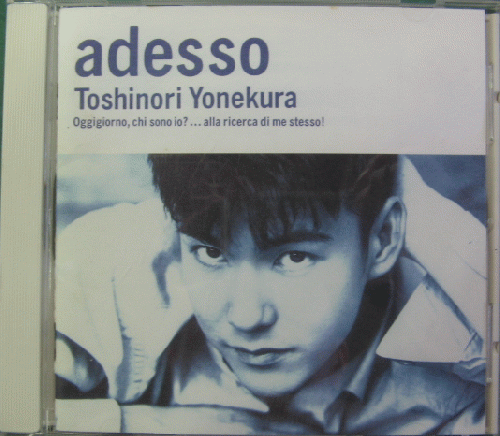 adesso
Toshinori Yonekura
Oggigiorno, chi sono io? ... alla ricerca di me stesso!